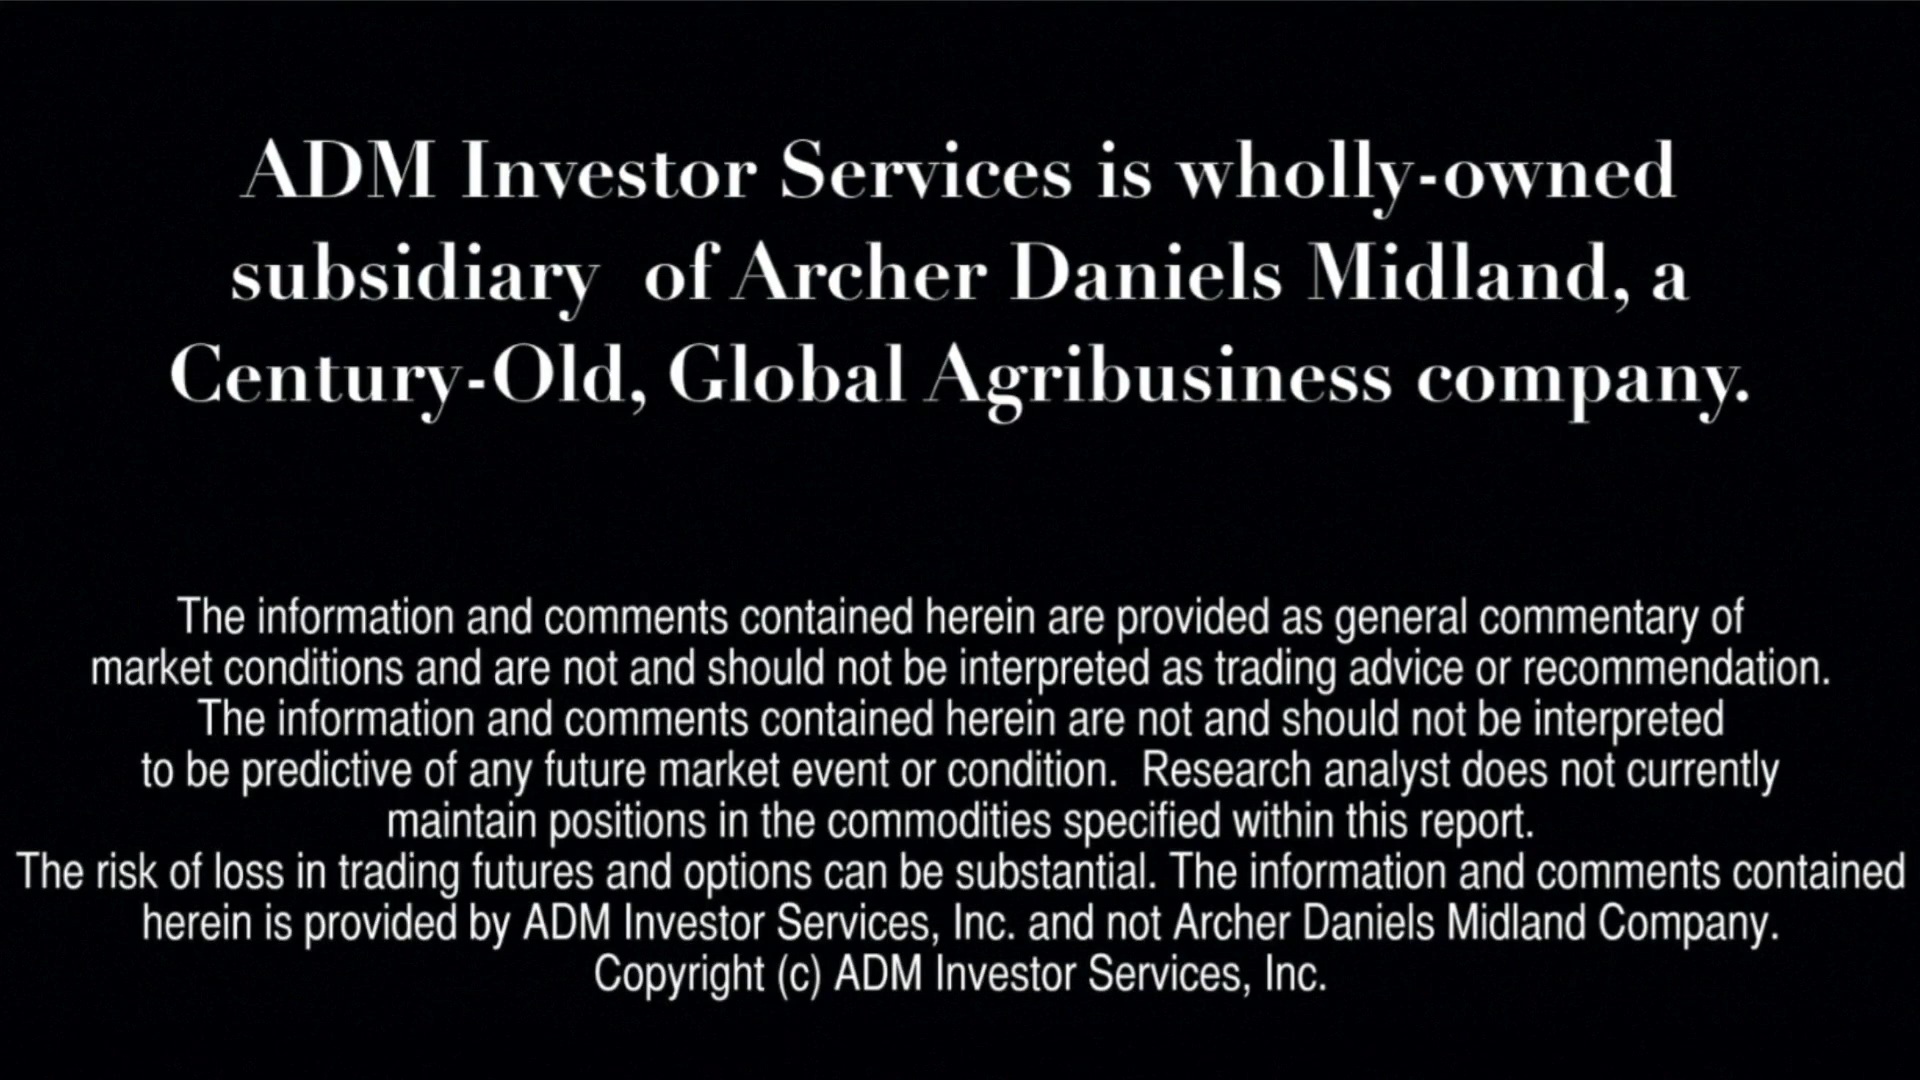 ADM Investor Services is wholly-owned
subsidiary  of Archer Daniels Midland, a
Century-Old, Global Agribusiness company.
The information and comments contained herein are provided as general commentary of
market conditions and are not and should not be interpreted as trading advice or recommendation.
The information and comments contained herein are not and should not be interpreted
to be predictive of any future market event or condition.  Research analyst does not currently
maintain positions in the commodities specified within this report.
The risk of loss in trading futures and options can be substantial. The information and comments contained
herein is provided by ADM Investor Services, Inc. and not Archer Daniels Midland Company.
Copyright (c) ADM Investor Services, Inc.